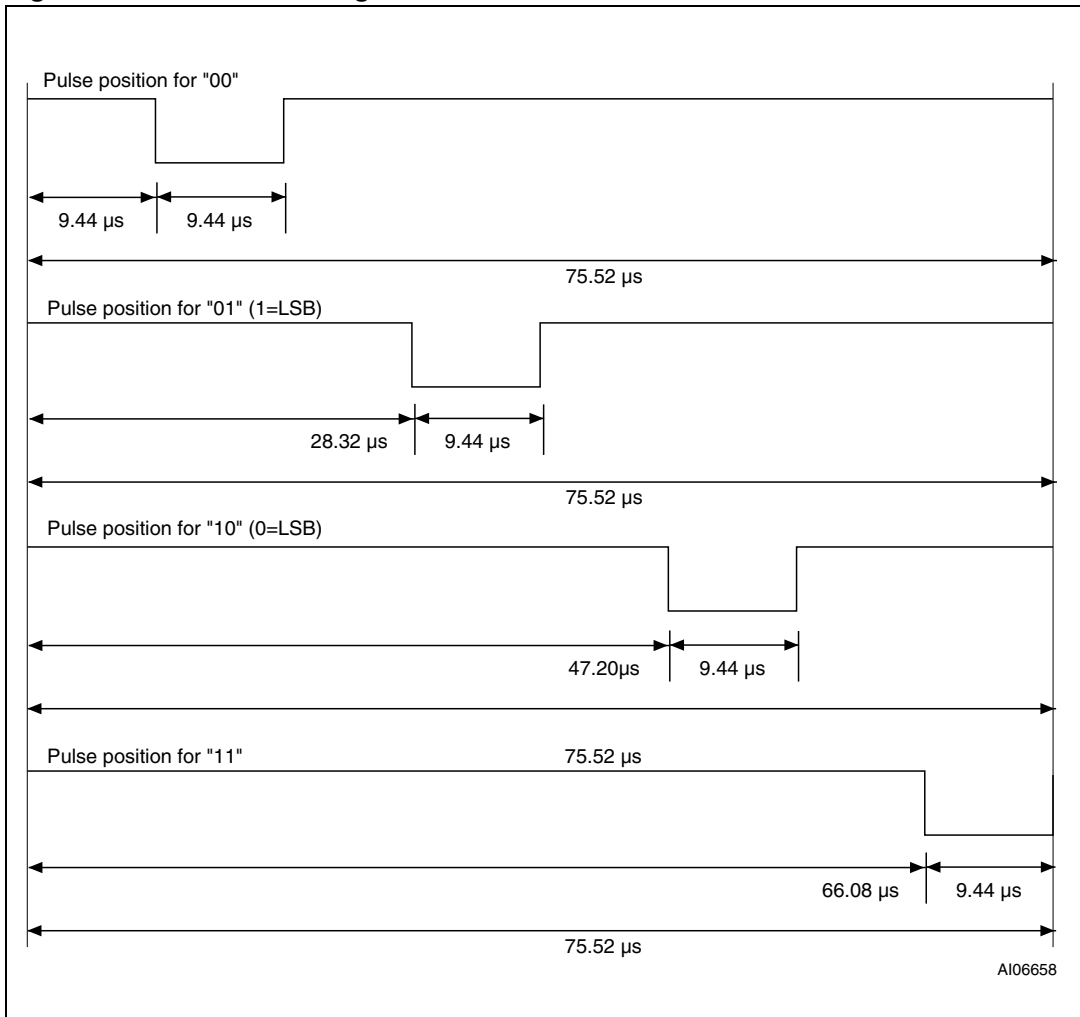 Pulse position for "00"
9.44 µs 9.44 µs
75.52 µs
Pulse position for "01" (1=LSB)
28.32 µs 9.44 µs
75.52 µs
Pulse position for "10" (0=LSB)
47.20µs 9.44 µs
Pulse position for "11" 75.52 µs
66.08 µs 9.44 µs
75.52 µs
AI06658